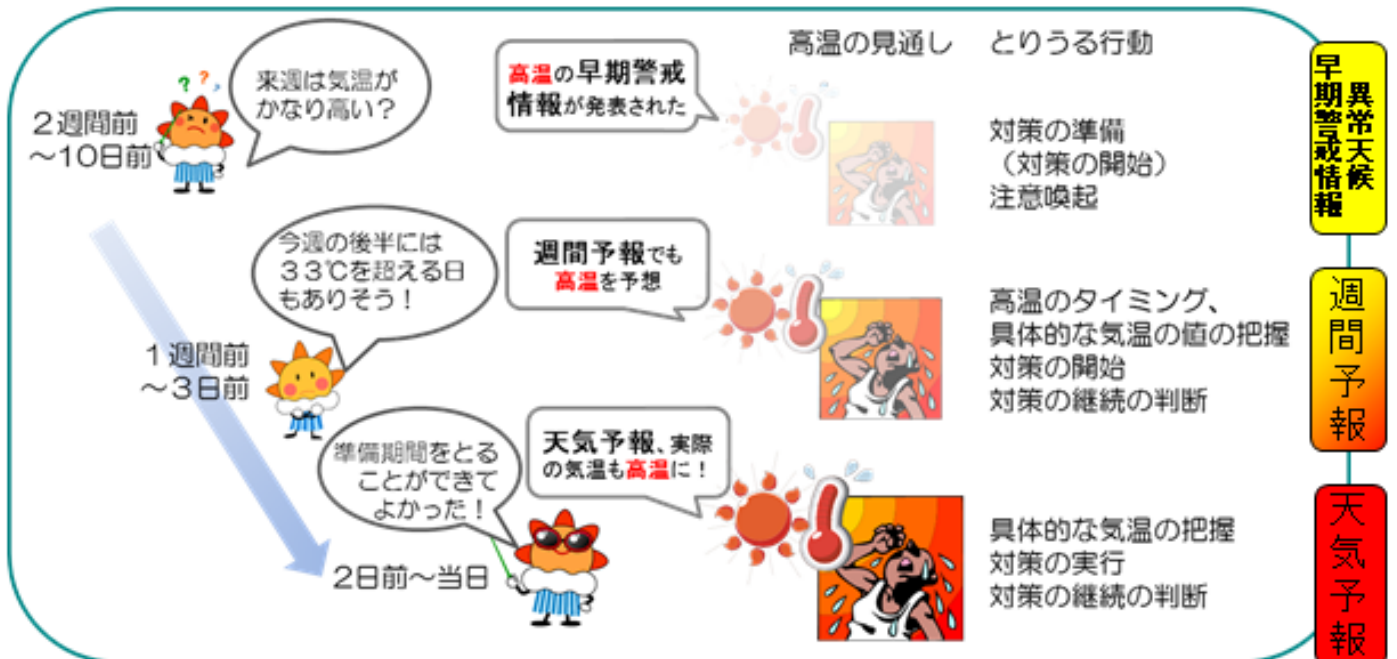 高温の見通し
とりうる行動
2週間前
~10日前
? ? ?
来週は気温が
かなり高い?
高温の早期警戒
情報が発表された
対策の準備
(対策の開始)
注意喚起
異常天候
早期警戒情報
1週間前
~3日前
今週の後半には
33℃を超える日
もありそう!
週間予報でも
高温を予想
高温のタイミング、
具体的な気温の値の把握
対策の開始
対策の継続の判断
週間予報
2日前~当日
準備期間をとる
ことができて
よかった!
天気予報、実際
の気温も高温に!
具体的な気温の把握
対策の実行
対策の継続の判断
天気予報